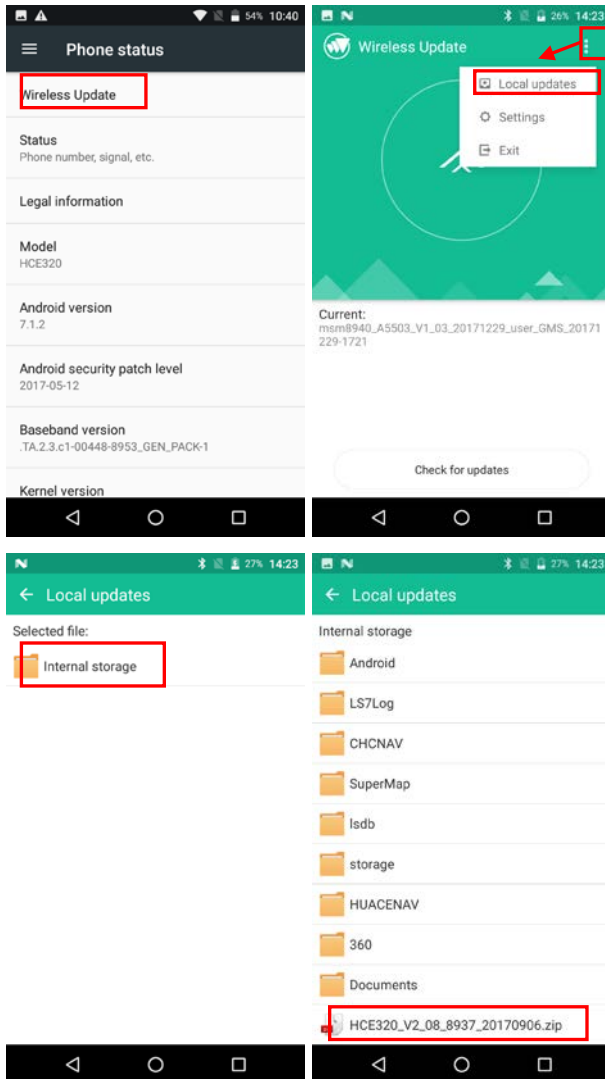 54% 10:40
Phone status
Wireless Update
Status
Phone number, signal, etc.
Legal information
Model
HCE320
Android version
7.1.2
Android security patch level
2017-05-12
Baseband version
.TA.2.3.c1-00448-8953_GEN_PACK-1
Kernel version
26% 14:23
Wireless Update
Local updates
Settings
Exit
Current:
msm8940_A5503_V1_03_20171229_user_GMS_20171
229-1721
Check for updates
27% 14:23
Local updates
Selected file:
Internal storage
27% 14:23
Local updates
Internal storage
Android
LS7Log
CHCNAV
SuperMap
lsdb
storage
HUACENAV
360
Documents
HCE320_V2_08_8937_20170906.zip